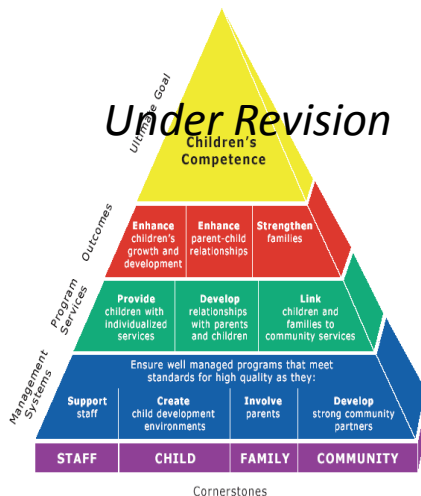 Ultimate Goal
Under Revision
Children's
Competence
Outcomes
Enhance
children's
growth and
development
Enhance
parent-child
relationships
Strengthen
families
Program
Services
Provide
children with
individualized
services
Develop
relationships
with parents
and children
Link
children and
families to
community services
Management
Systems
Ensure well managed programs that meet
standards for high quality as they:
Support
staff
Create
child development
environments
Involve
parents
Develop
strong community
partners
STAFF
CHILD
FAMILY
COMMUNITY
Cornerstones